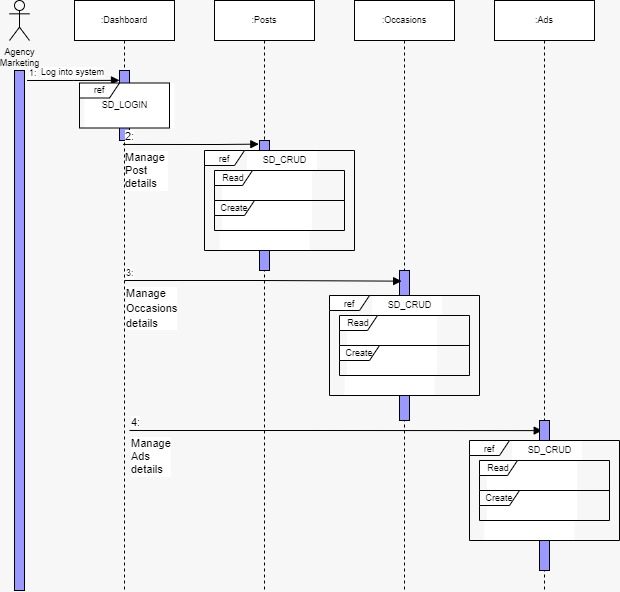 :Dashboard
:Posts
:Occasions
:Ads
Agency
Marketing
1: Log into system
ref
SD_LOGIN
2:
Manage
Post
details
ref SD_CRUD
Read
Create
3:
Manage
Occasions
details
ref SD_CRUD
Read
Create
4:
Manage
Ads
details
ref SD_CRUD
Read
Create